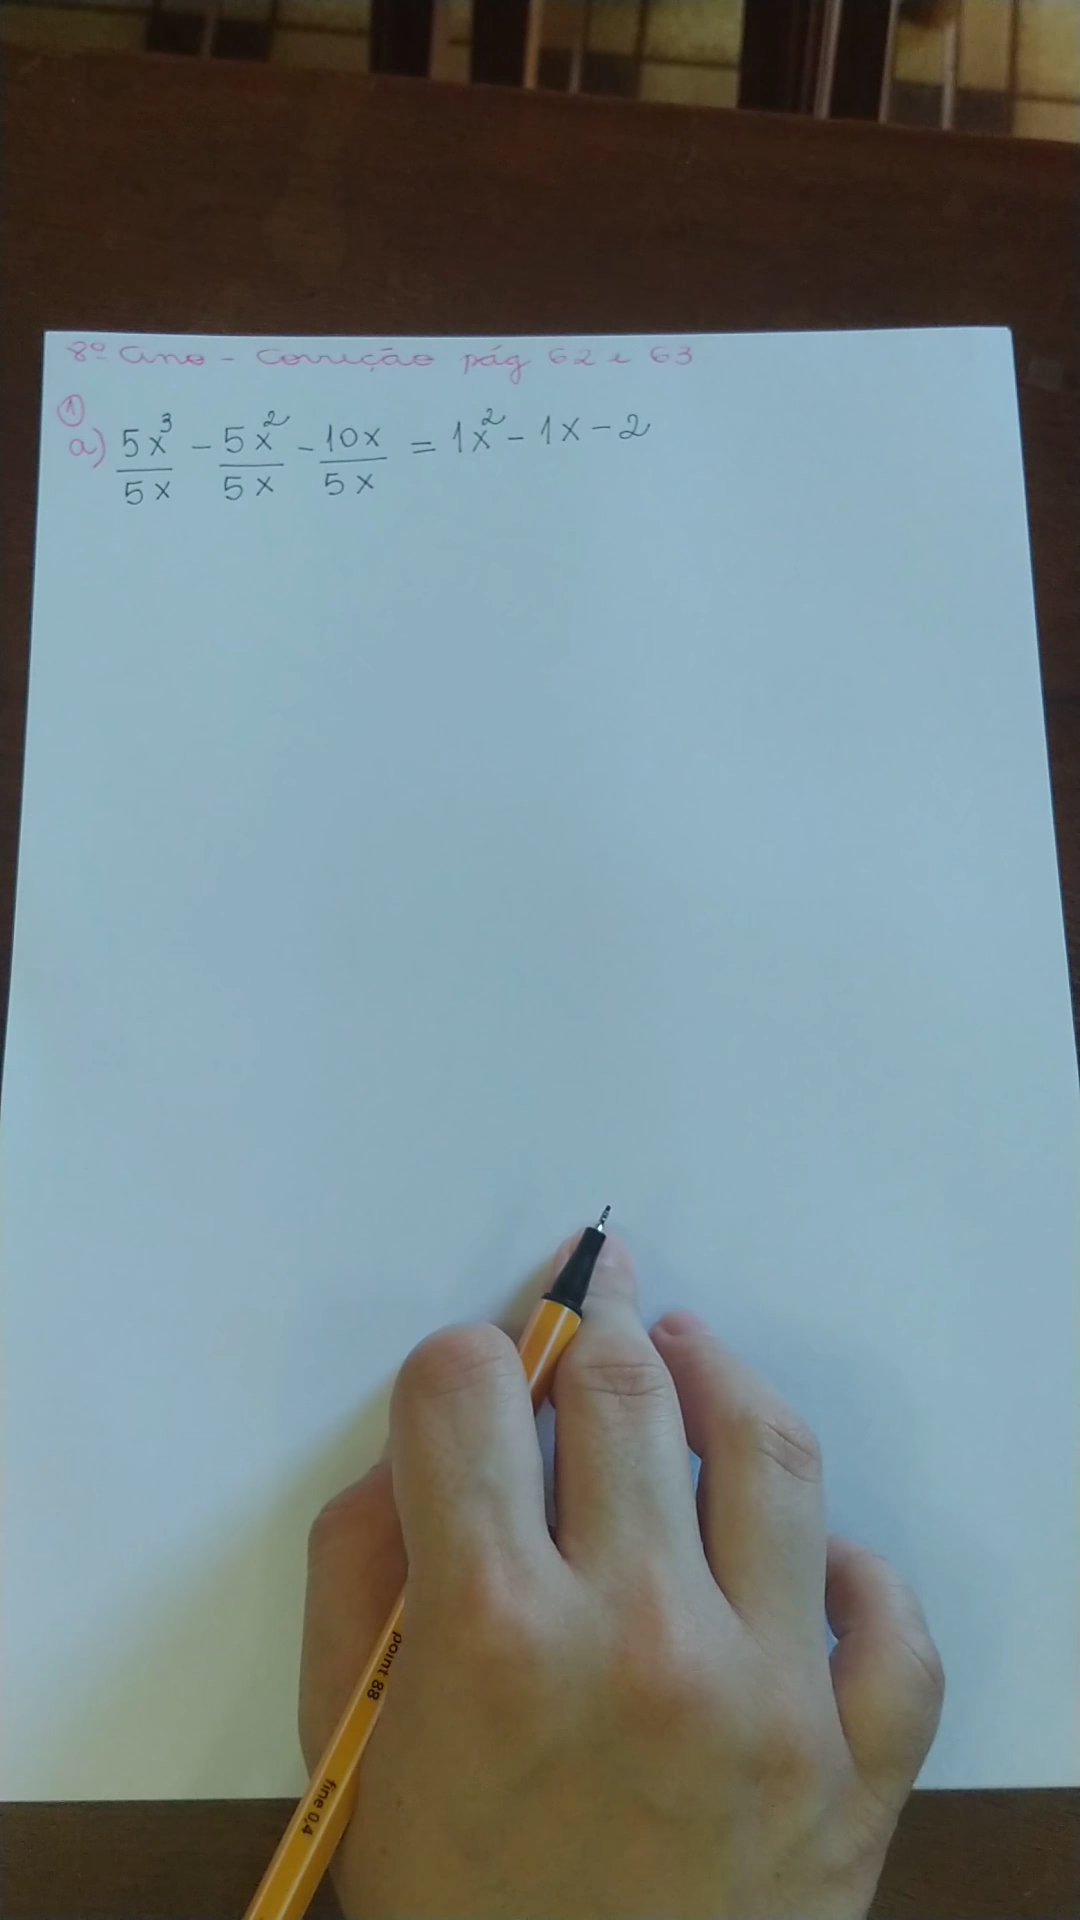 8º ano - Correção pág 62 e 63
①
a) 5x³/5x - 5x²/5x - 10x/5x = 1x² - 1x - 2
point 88
fine 0,4